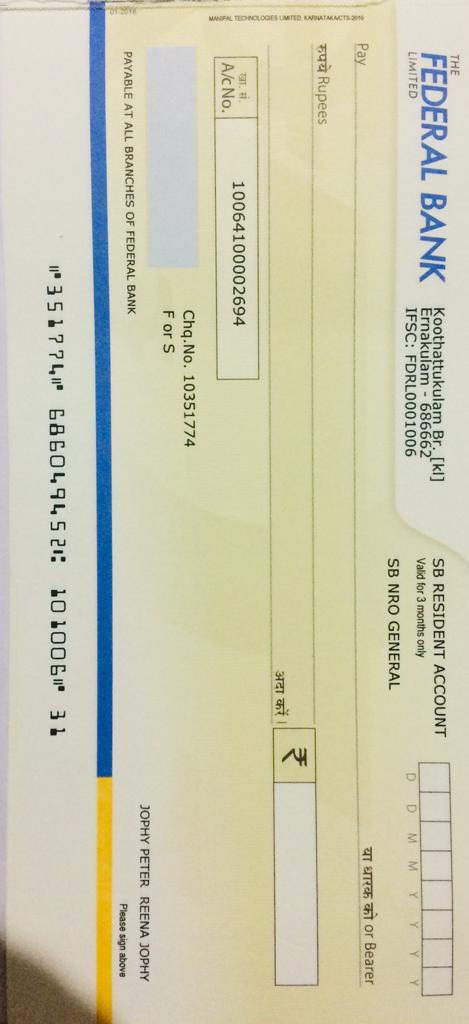 THE
FEDERAL BANK
LIMITED
Koothattukulam Br. [kl]
Ernakulam - 686662
IFSC: FDRL0001006
SB RESIDENT ACCOUNT
Valid for 3 months only
SB NRO GENERAL
D D M M Y Y Y Y
Pay
या धारक को or Bearer
रुपये Rupees
अदा करें।
₹
खा. सं.
A/c No.
10064100002694
Chq.No. 10351774
F or S
PAYABLE AT ALL BRANCHES OF FEDERAL BANK
JOPHY PETER REENA JOPHY
Please sign above
MANIPAL TECHNOLOGIES LIMITED, KARNATAKA/CTS-2010
⑈351774⑈ 686049452⑆ 101006⑈ 31